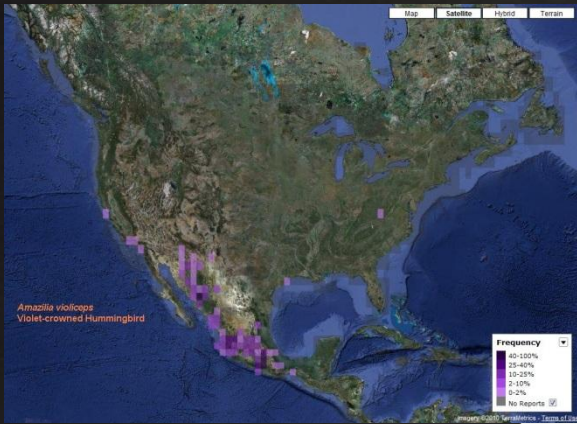 Map Satellite Hybrid Terrain
Amazilia violiceps
Violet-crowned Hummingbird
Frequency
40-100%
25-40%
10-25%
2-10%
0-2%
No Reports
Imagery ©2010 TerraMetrics - Terms of Use